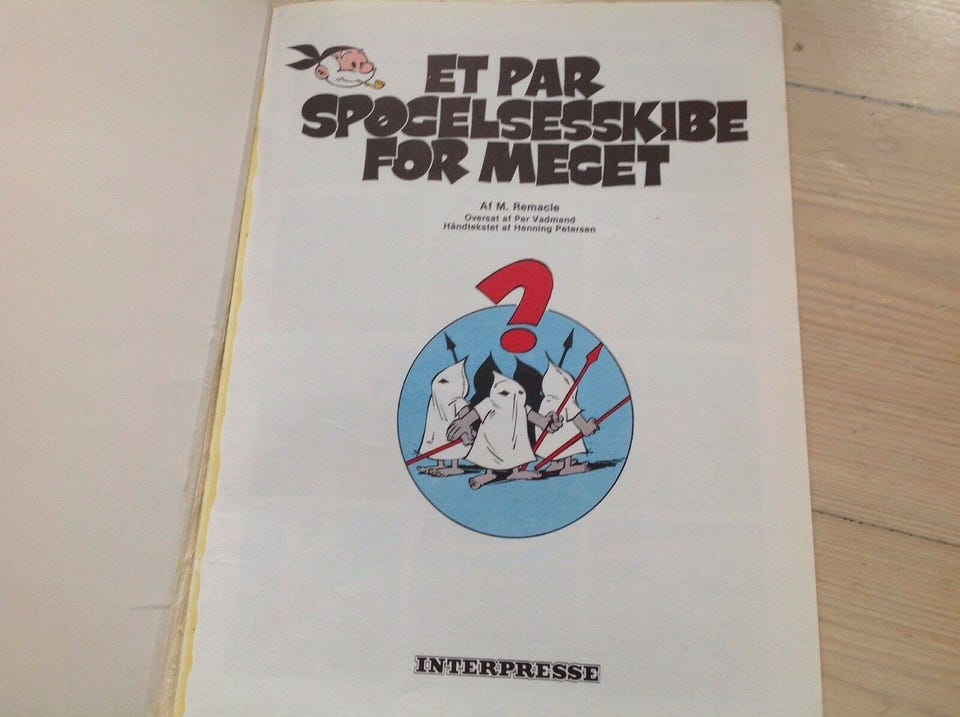 ET PAR
SPØGELSESSKIBE
FOR MEGET
Af M. Remacle
Oversat af Per Vadmand
Håndtekstet af Henning Petersen
?
INTERPRESSE